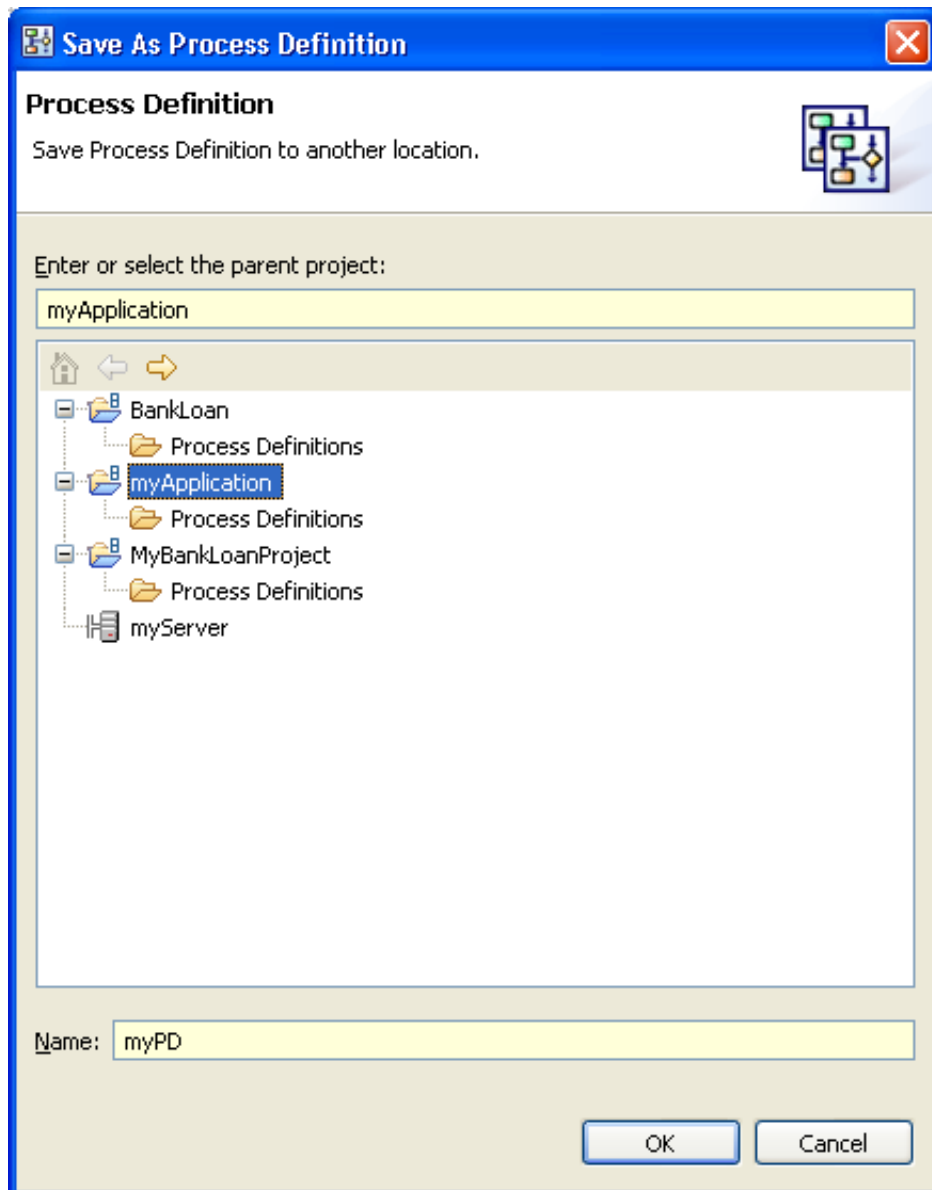 Save As Process Definition
Process Definition
Save Process Definition to another location.
Enter or select the parent project:
myApplication
BankLoan
Process Definitions
myApplication
Process Definitions
MyBankLoanProject
Process Definitions
myServer
Name: myPD
OK Cancel